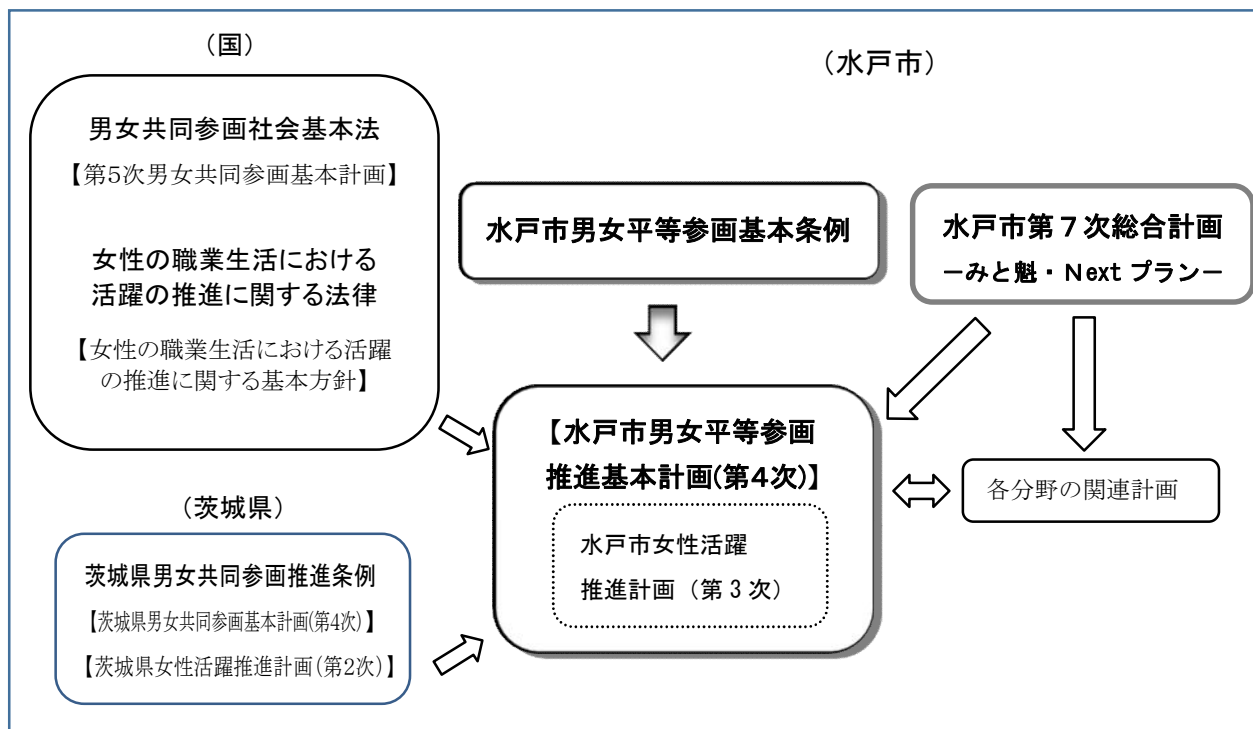 (国)
男女共同参画社会基本法
【第5次男女共同参画基本計画】
女性の職業生活における
活躍の推進に関する法律
【女性の職業生活における活躍
の推進に関する基本方針】
(茨城県)
茨城県男女共同参画推進条例
【茨城県男女共同参画基本計画(第4次)】
【茨城県女性活躍推進計画(第2次)】
(水戸市)
水戸市男女平等参画基本条例
水戸市第7次総合計画
-みと魁・Next プラン-
【水戸市男女平等参画
推進基本計画(第4次)】
水戸市女性活躍
推進計画(第3次)
各分野の関連計画